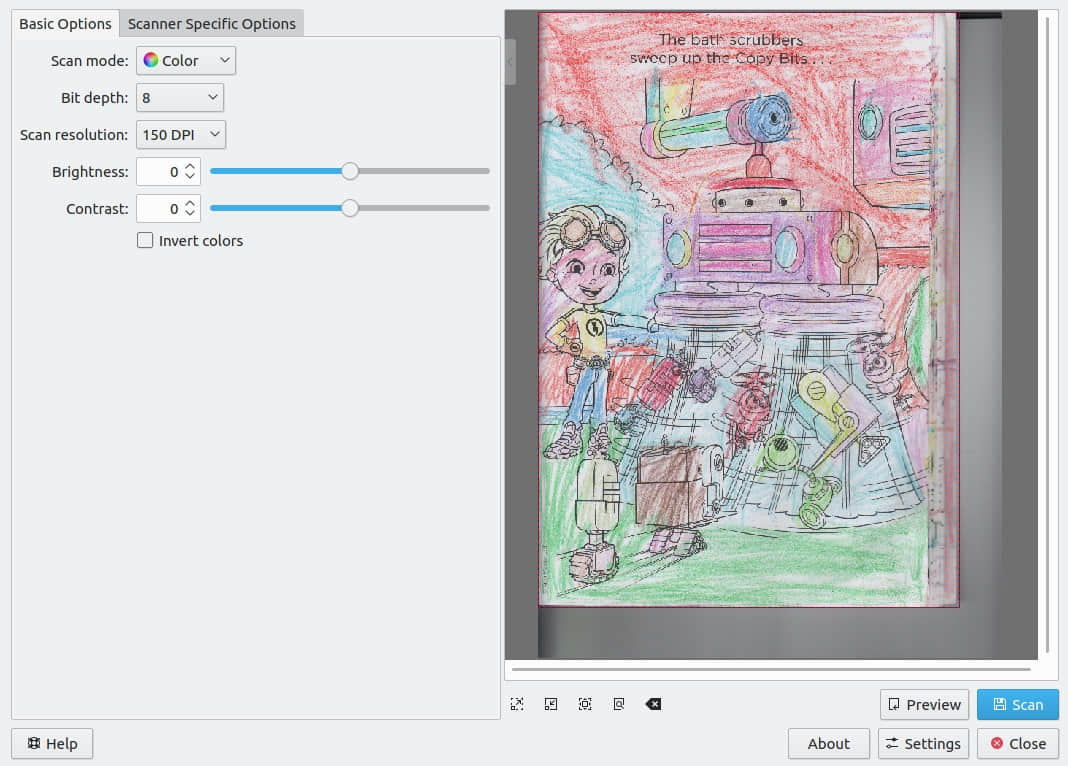 Basic Options
Scanner Specific Options
Scan mode: Color
Bit depth: 8
Scan resolution: 150 DPI
Brightness: 0
Contrast: 0
Invert colors
The bath scrubbers
sweep up the Copy Bits . . .
Preview
Scan
Help
About
Settings
Close